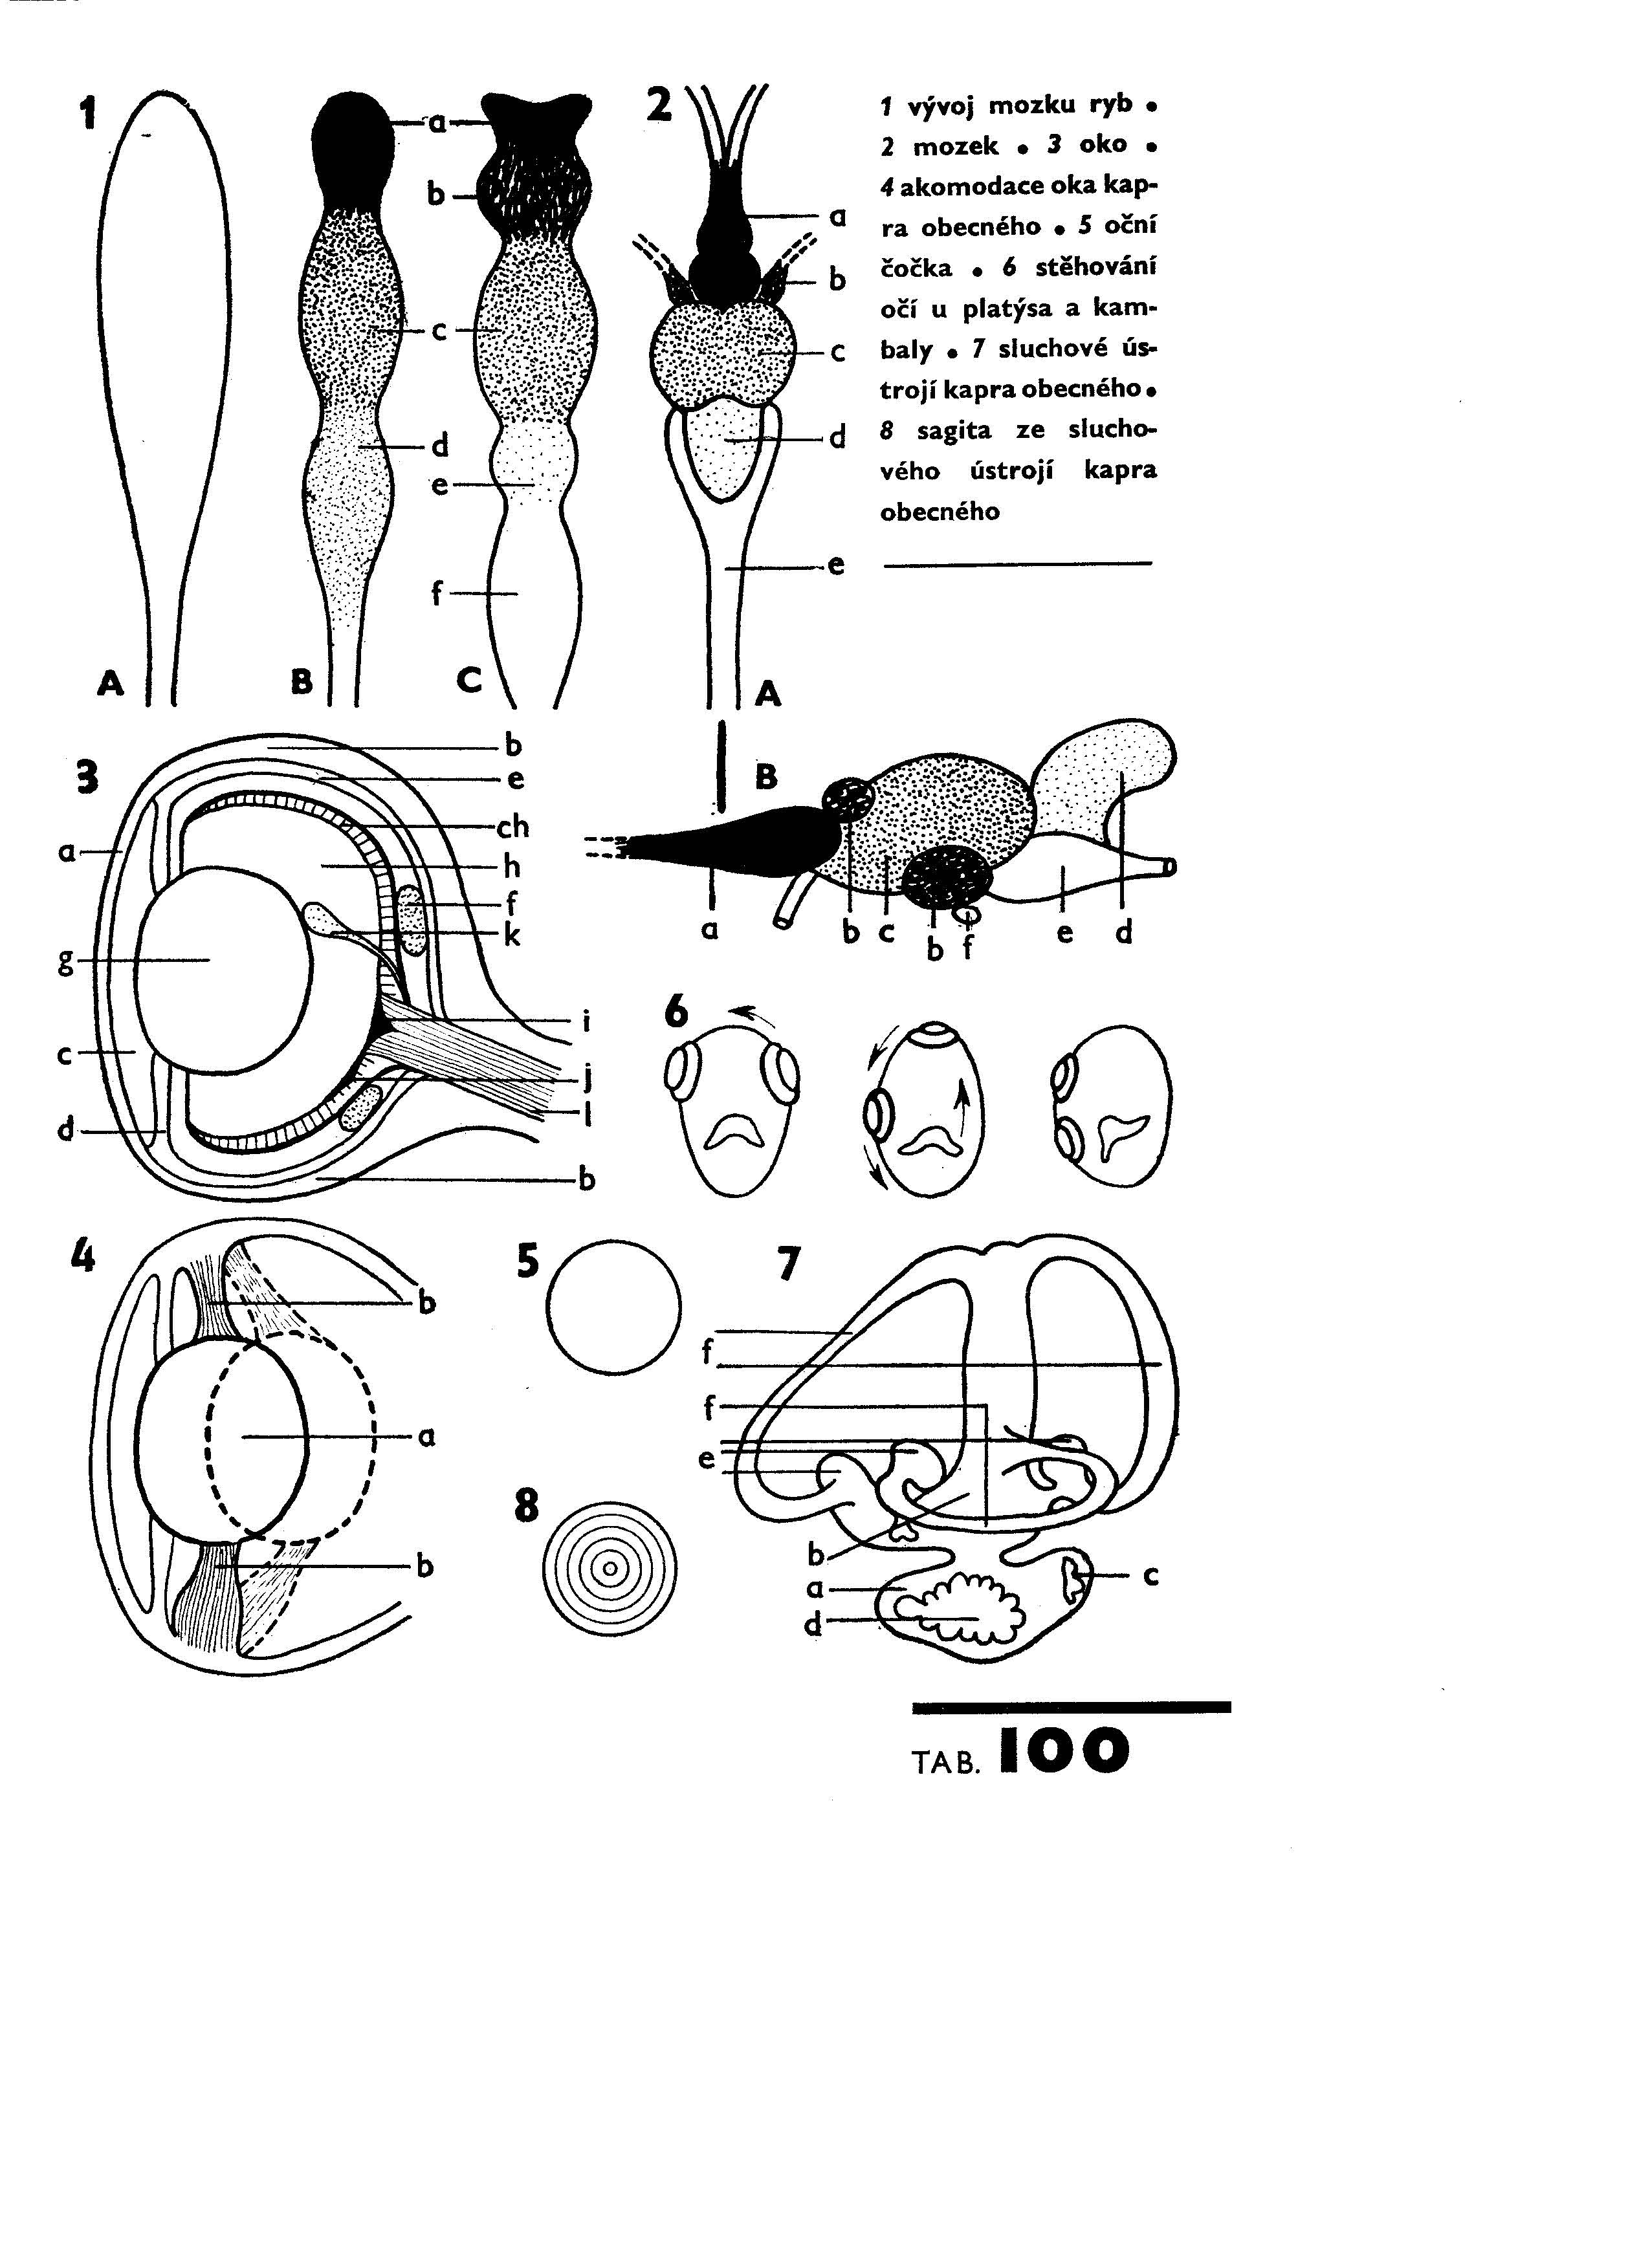 1
a
b
c
d
e
f
A
B
C
2
a
b
c
d
e
A
1 vývoj mozku ryb •
2 mozek • 3 oko •
4 akomodace oka kap-
ra obecného • 5 oční
čočka • 6 stěhování
očí u platýsa a kam-
baly • 7 sluchové ús-
trojí kapra obecného •
8 sagita ze slucho-
vého ústrojí kapra
obecného
B
a
b
c
b
f
e
d
3
b
e
ch
h
f
k
i
j
l
b
a
g
c
d
6
4
b
a
b
5
8
7
f
f
e
b
a
d
c
TAB. 100